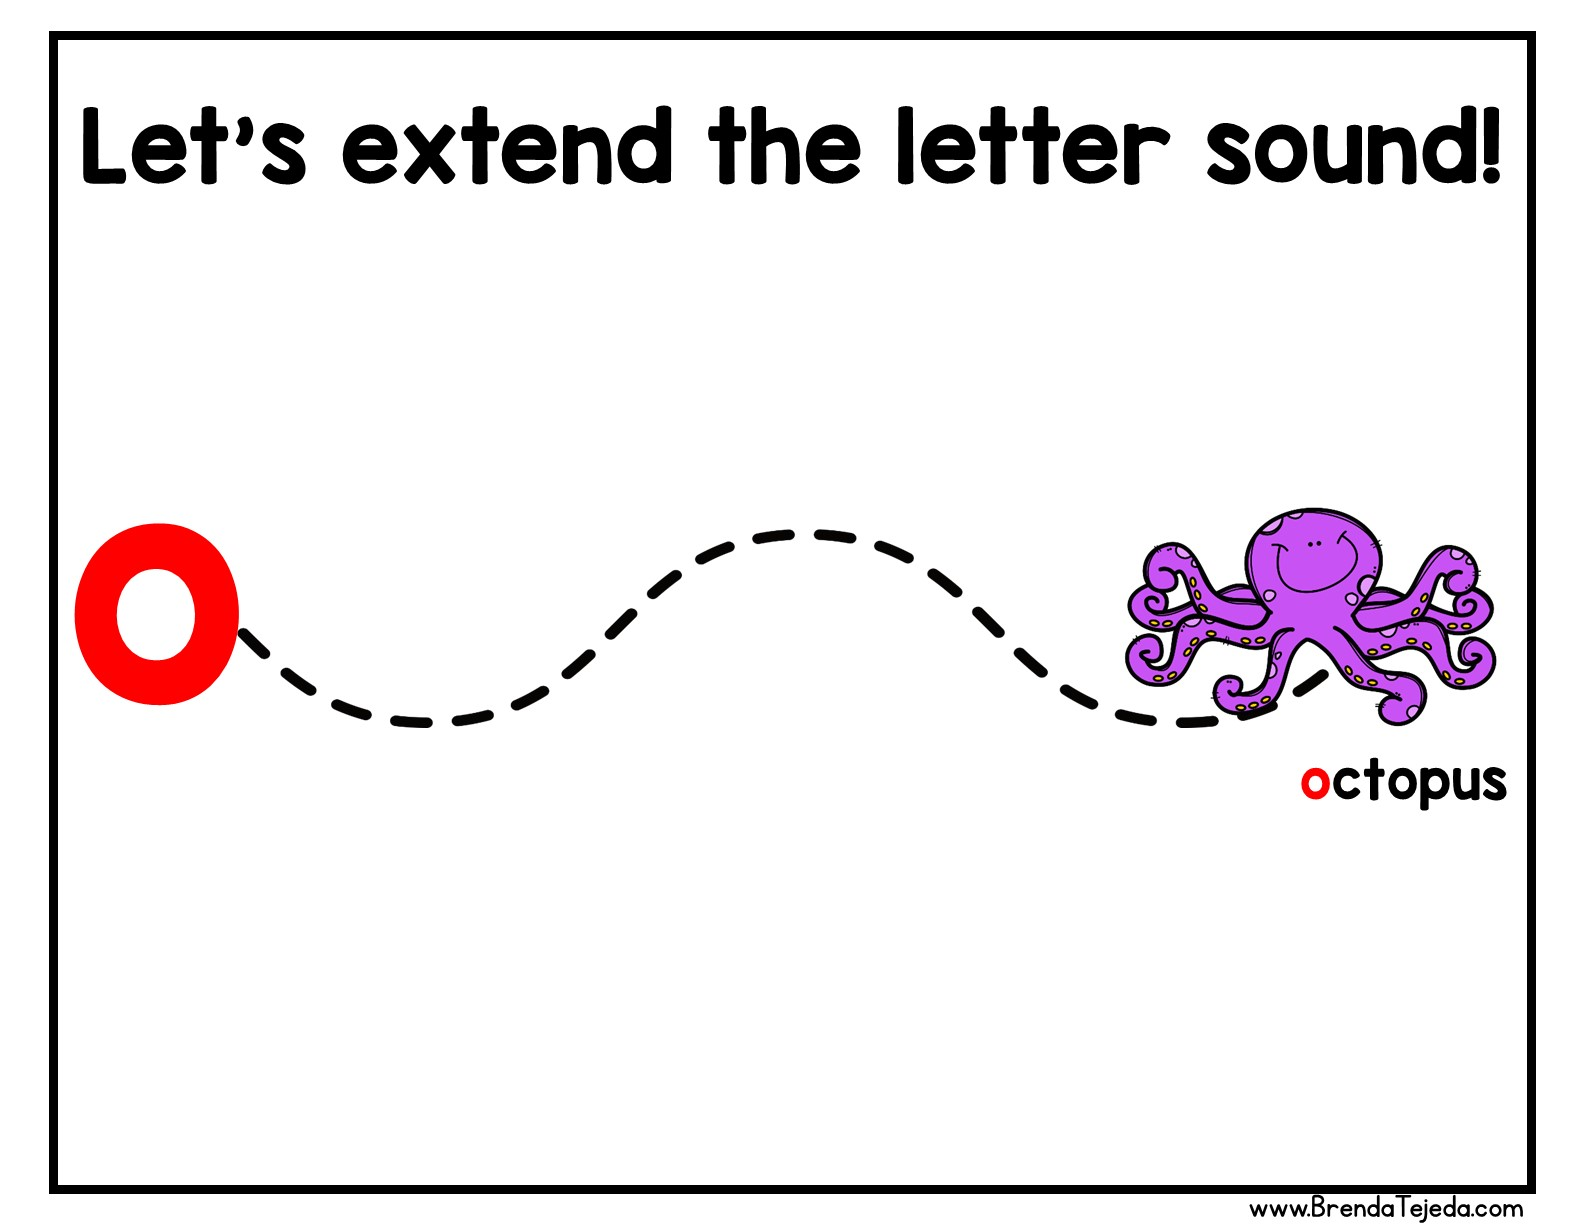 Let's extend the letter sound!
o
octopus
www.BrendaTejeda.com